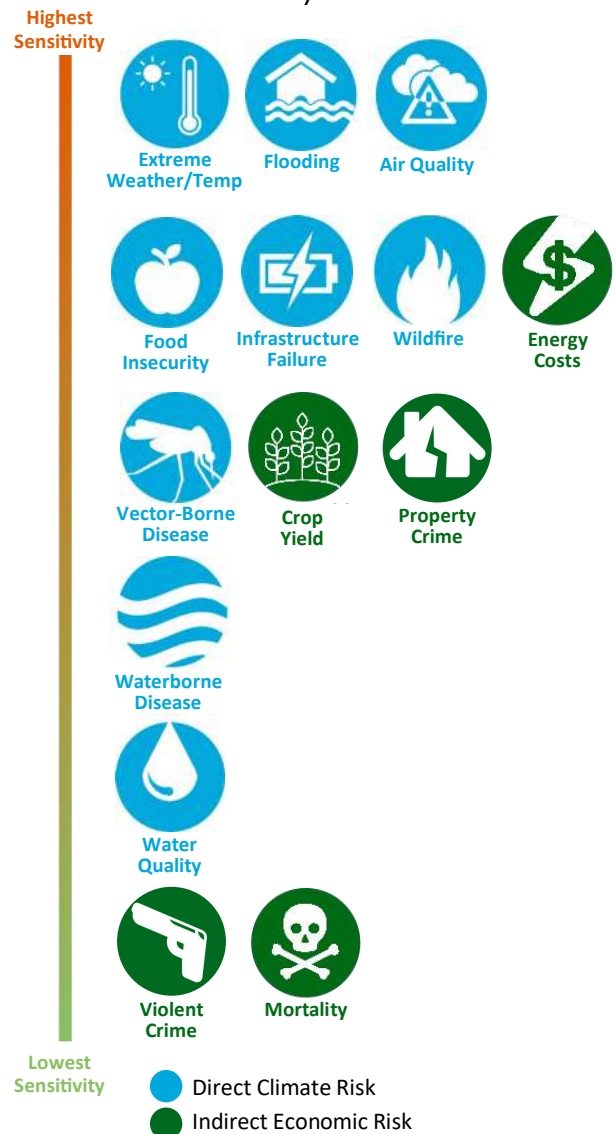 Highest
Sensitivity
Extreme
Weather/Temp
Flooding
Air Quality
Food
Insecurity
Infrastructure
Failure
Wildfire
$
Energy
Costs
Vector-Borne
Disease
Crop
Yield
Property
Crime
Waterborne
Disease
Water
Quality
Violent
Crime
Mortality
Lowest
Sensitivity
Direct Climate Risk
Indirect Economic Risk